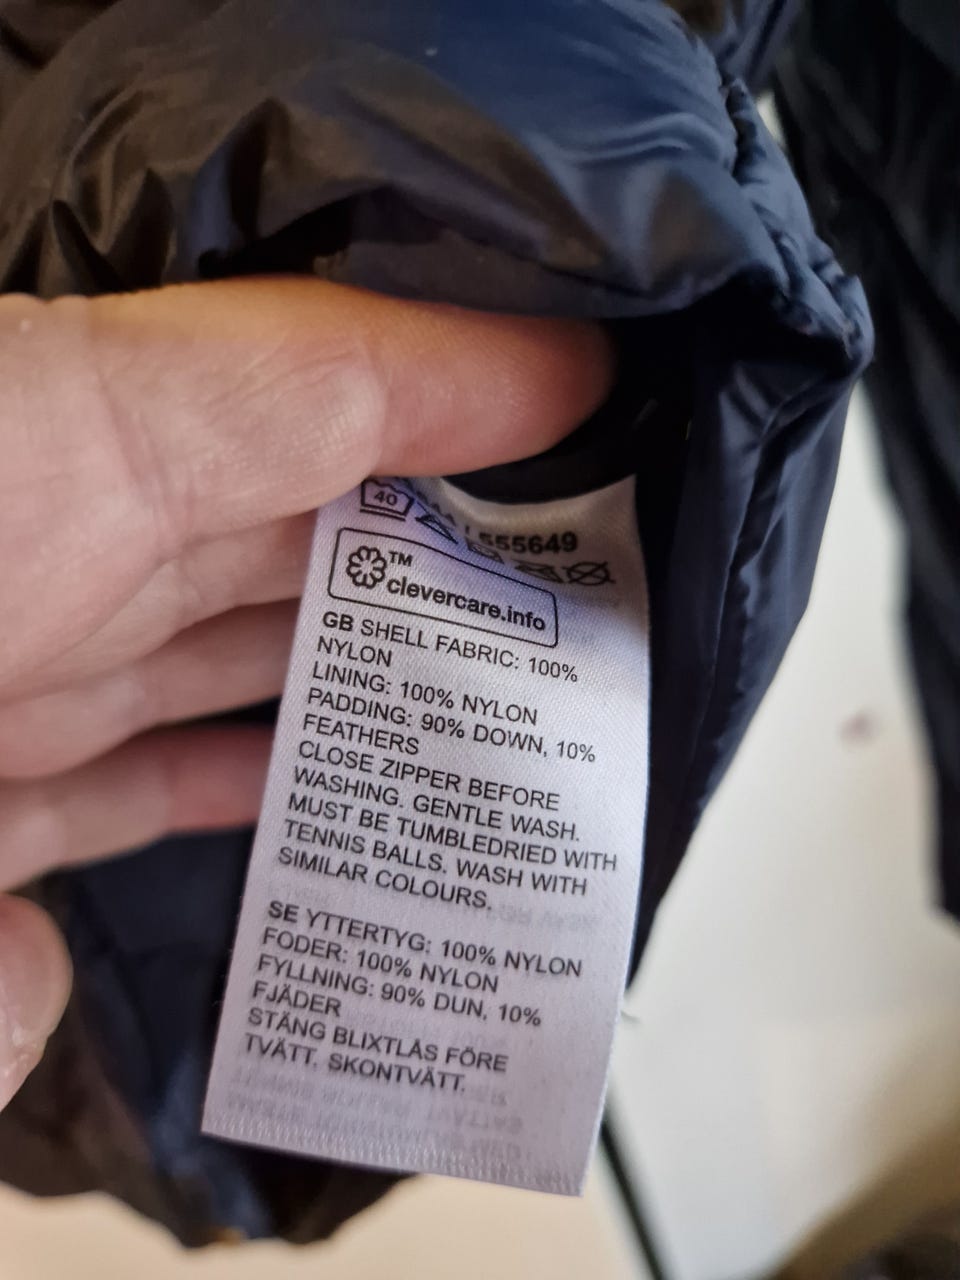 555649
40
TM
clevercare.info
GB SHELL FABRIC: 100%
NYLON
LINING: 100% NYLON
PADDING: 90% DOWN, 10%
FEATHERS
CLOSE ZIPPER BEFORE
WASHING. GENTLE WASH.
MUST BE TUMBLEDRIED WITH
TENNIS BALLS. WASH WITH
SIMILAR COLOURS.
SE YTTERTYG: 100% NYLON
FODER: 100% NYLON
FYLLNING: 90% DUN, 10%
FJÄDER
STÄNG BLIXTLÅS FÖRE
TVÄTT. SKONTVÄTT.